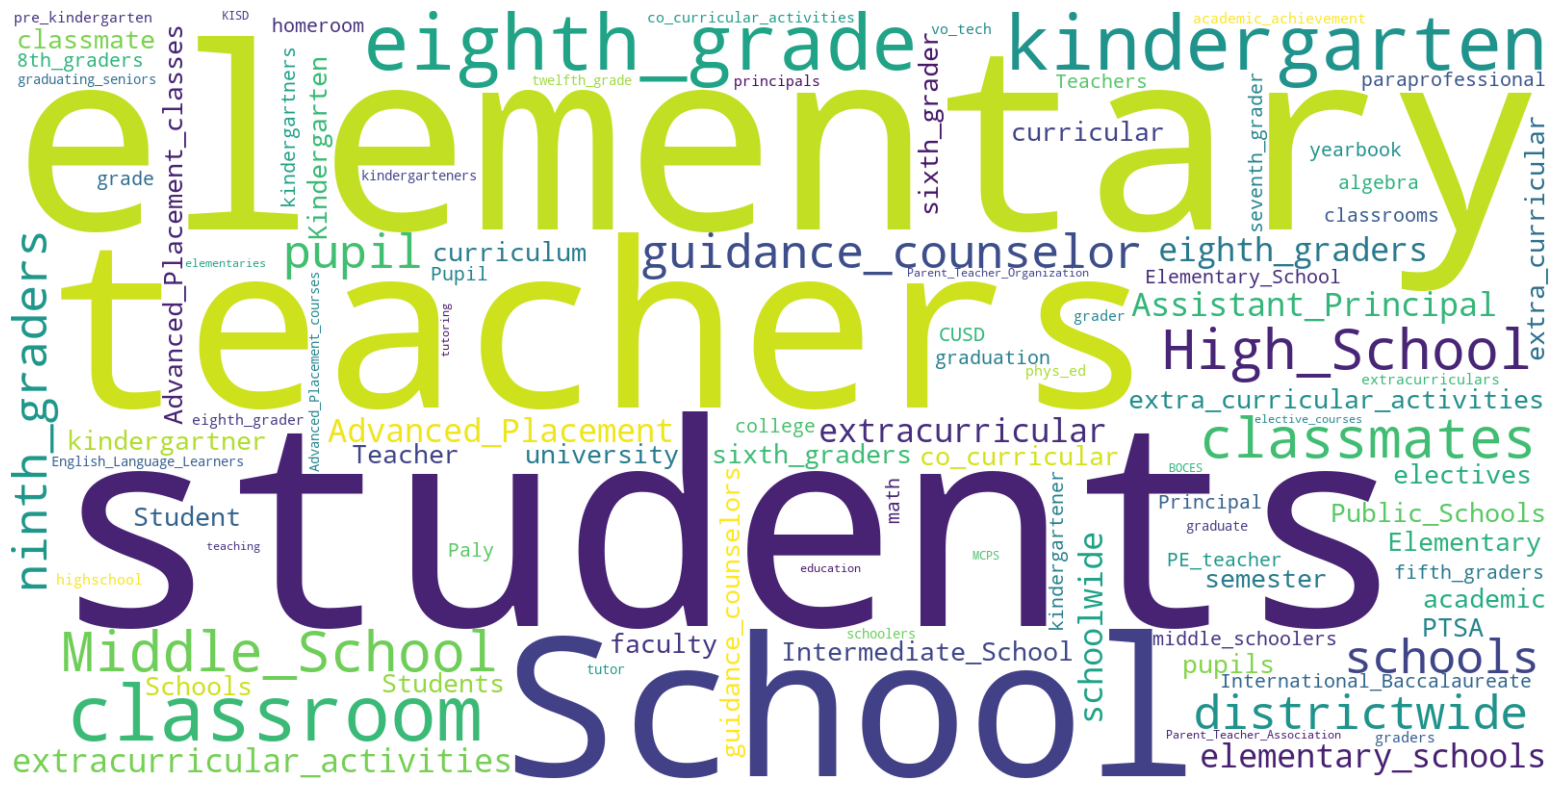 pre_kindergarten
KISD
homeroom
co_curricular_activities
vo_tech
academic_achievement
classmate
eighth_grade
kindergarten
8th_graders
graduating_seniors
twelfth_grade
principals
Teachers
paraprofessional
elementary
Advanced_Placement_classes
kindergartners
Kindergarten
sixth_grader
curricular
seventh_grader
yearbook
extra_curricular
grade
kindergarteners
algebra
classrooms
pupil
curriculum
guidance_counselor
eighth_graders
elementaries
Pupil
Parent_Teacher_Organization
Elementary_School
teachers
ninth_graders
Advanced_Placement_courses
tutoring
grader
Assistant_Principal
CUSD
graduation
phys_ed
High_School
extracurriculars
extra_curricular_activities
eighth_grader
kindergartner
Advanced_Placement
college
extracurricular
elective_courses
classmates
English_Language_Learners
Teacher
university
sixth_graders
co_curricular
BOCES
electives
students
guidance_counselors
math
kindergartener
Student
Principal
Public_Schools
graduate
teaching
Paly
MCPS
Elementary
PE_teacher
highschool
education
semester
fifth_graders
schoolwide
academic
PTSA
Middle_School
faculty
schoolers
Intermediate_School
middle_schoolers
schools
School
Schools
Students
tutor
pupils
International_Baccalaureate
classroom
districtwide
Parent_Teacher_Association
graders
extracurricular_activities
elementary_schools